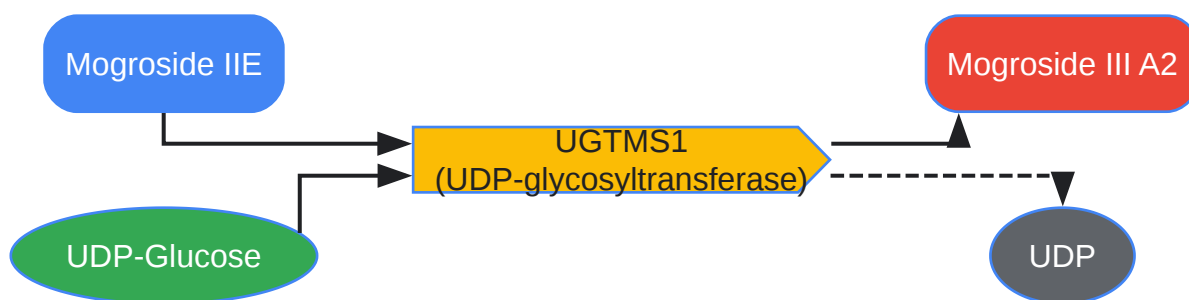 Mogroside IIE
Mogroside III A2
UGTMS1
(UDP-glycosyltransferase)
UDP-Glucose
UDP